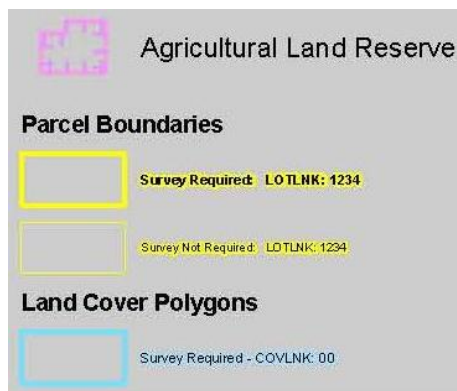 Agricultural Land Reserve
Parcel Boundaries
Survey Required: LOTLNK: 1234
Survey Not Required: LOTLNK: 1234
Land Cover Polygons
Survey Required - COVLNK: 00